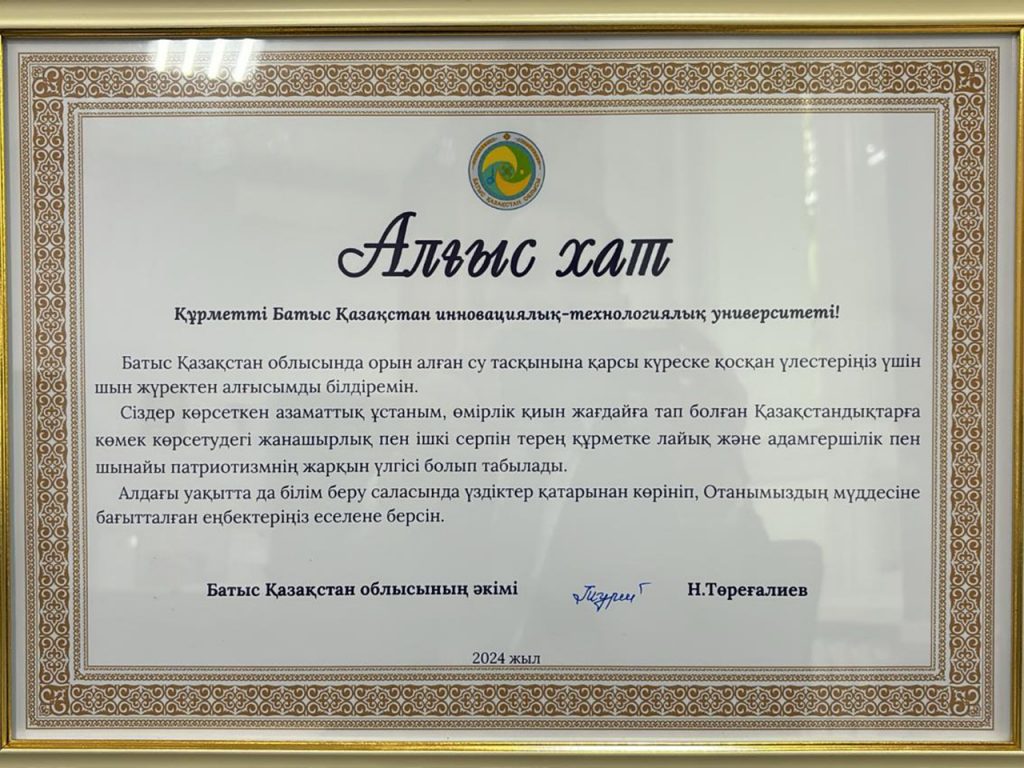 БАТЫС ҚАЗАҚСТАН ОБЛЫСЫ
Алғыс хат
Құрметті Батыс Қазақстан инновациялық-технологиялық университеті!
Батыс Қазақстан облысында орын алған су тасқынына қарсы күреске қосқан үлестеріңіз үшін
шын жүректен алғысымды білдіремін.
Сіздер көрсеткен азаматтық ұстаным, өмірлік қиын жағдайға тап болған Қазақстандықтарға
көмек көрсетудегі жанашырлық пен ішкі серпін терең құрметке лайық және адамгершілік пен
шынайы патриотизмнің жарқын үлгісі болып табылады.
Алдағы уақытта да білім беру саласында үздіктер қатарынан көрініп, Отанымыздың мүддесіне
бағытталған еңбектеріңіз еселене берсін.
Батыс Қазақстан облысының әкімі Н.Төреғалиев
2024 жыл